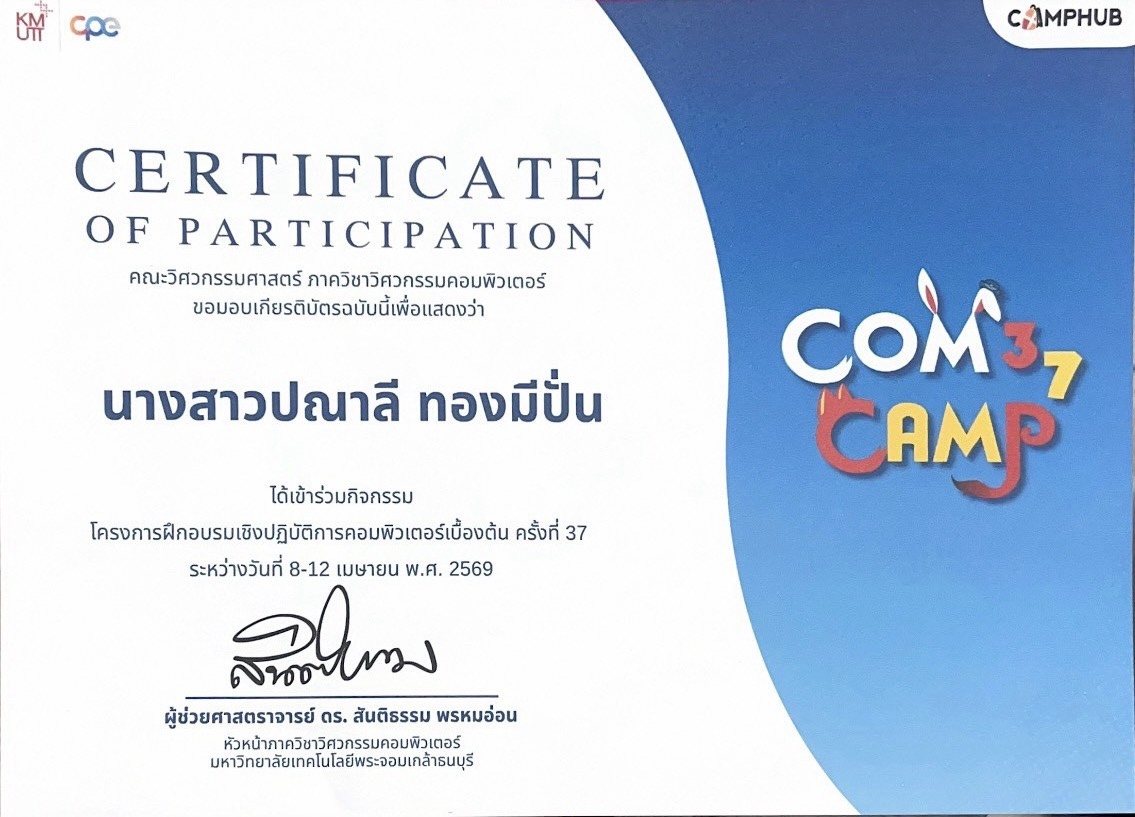 KM
UTT
cpe
CAMPHUB
CERTIFICATE
OF PARTICIPATION
คณะวิศวกรรมศาสตร์ ภาควิชาวิศวกรรมคอมพิวเตอร์
ขอมอบเกียรติบัตรฉบับนี้เพื่อแสดงว่า
นางสาวปณาลี ทองมีปั่น
ได้เข้าร่วมกิจกรรม
โครงการฝึกอบรมเชิงปฏิบัติการคอมพิวเตอร์เบื้องต้น ครั้งที่ 37
ระหว่างวันที่ 8-12 เมษายน พ.ศ. 2569
ผู้ช่วยศาสตราจารย์ ดร. สันติธรรม พรหมอ่อน
หัวหน้าภาควิชาวิศวกรรมคอมพิวเตอร์
มหาวิทยาลัยเทคโนโลยีพระจอมเกล้าธนบุรี
COM 37
CAMP